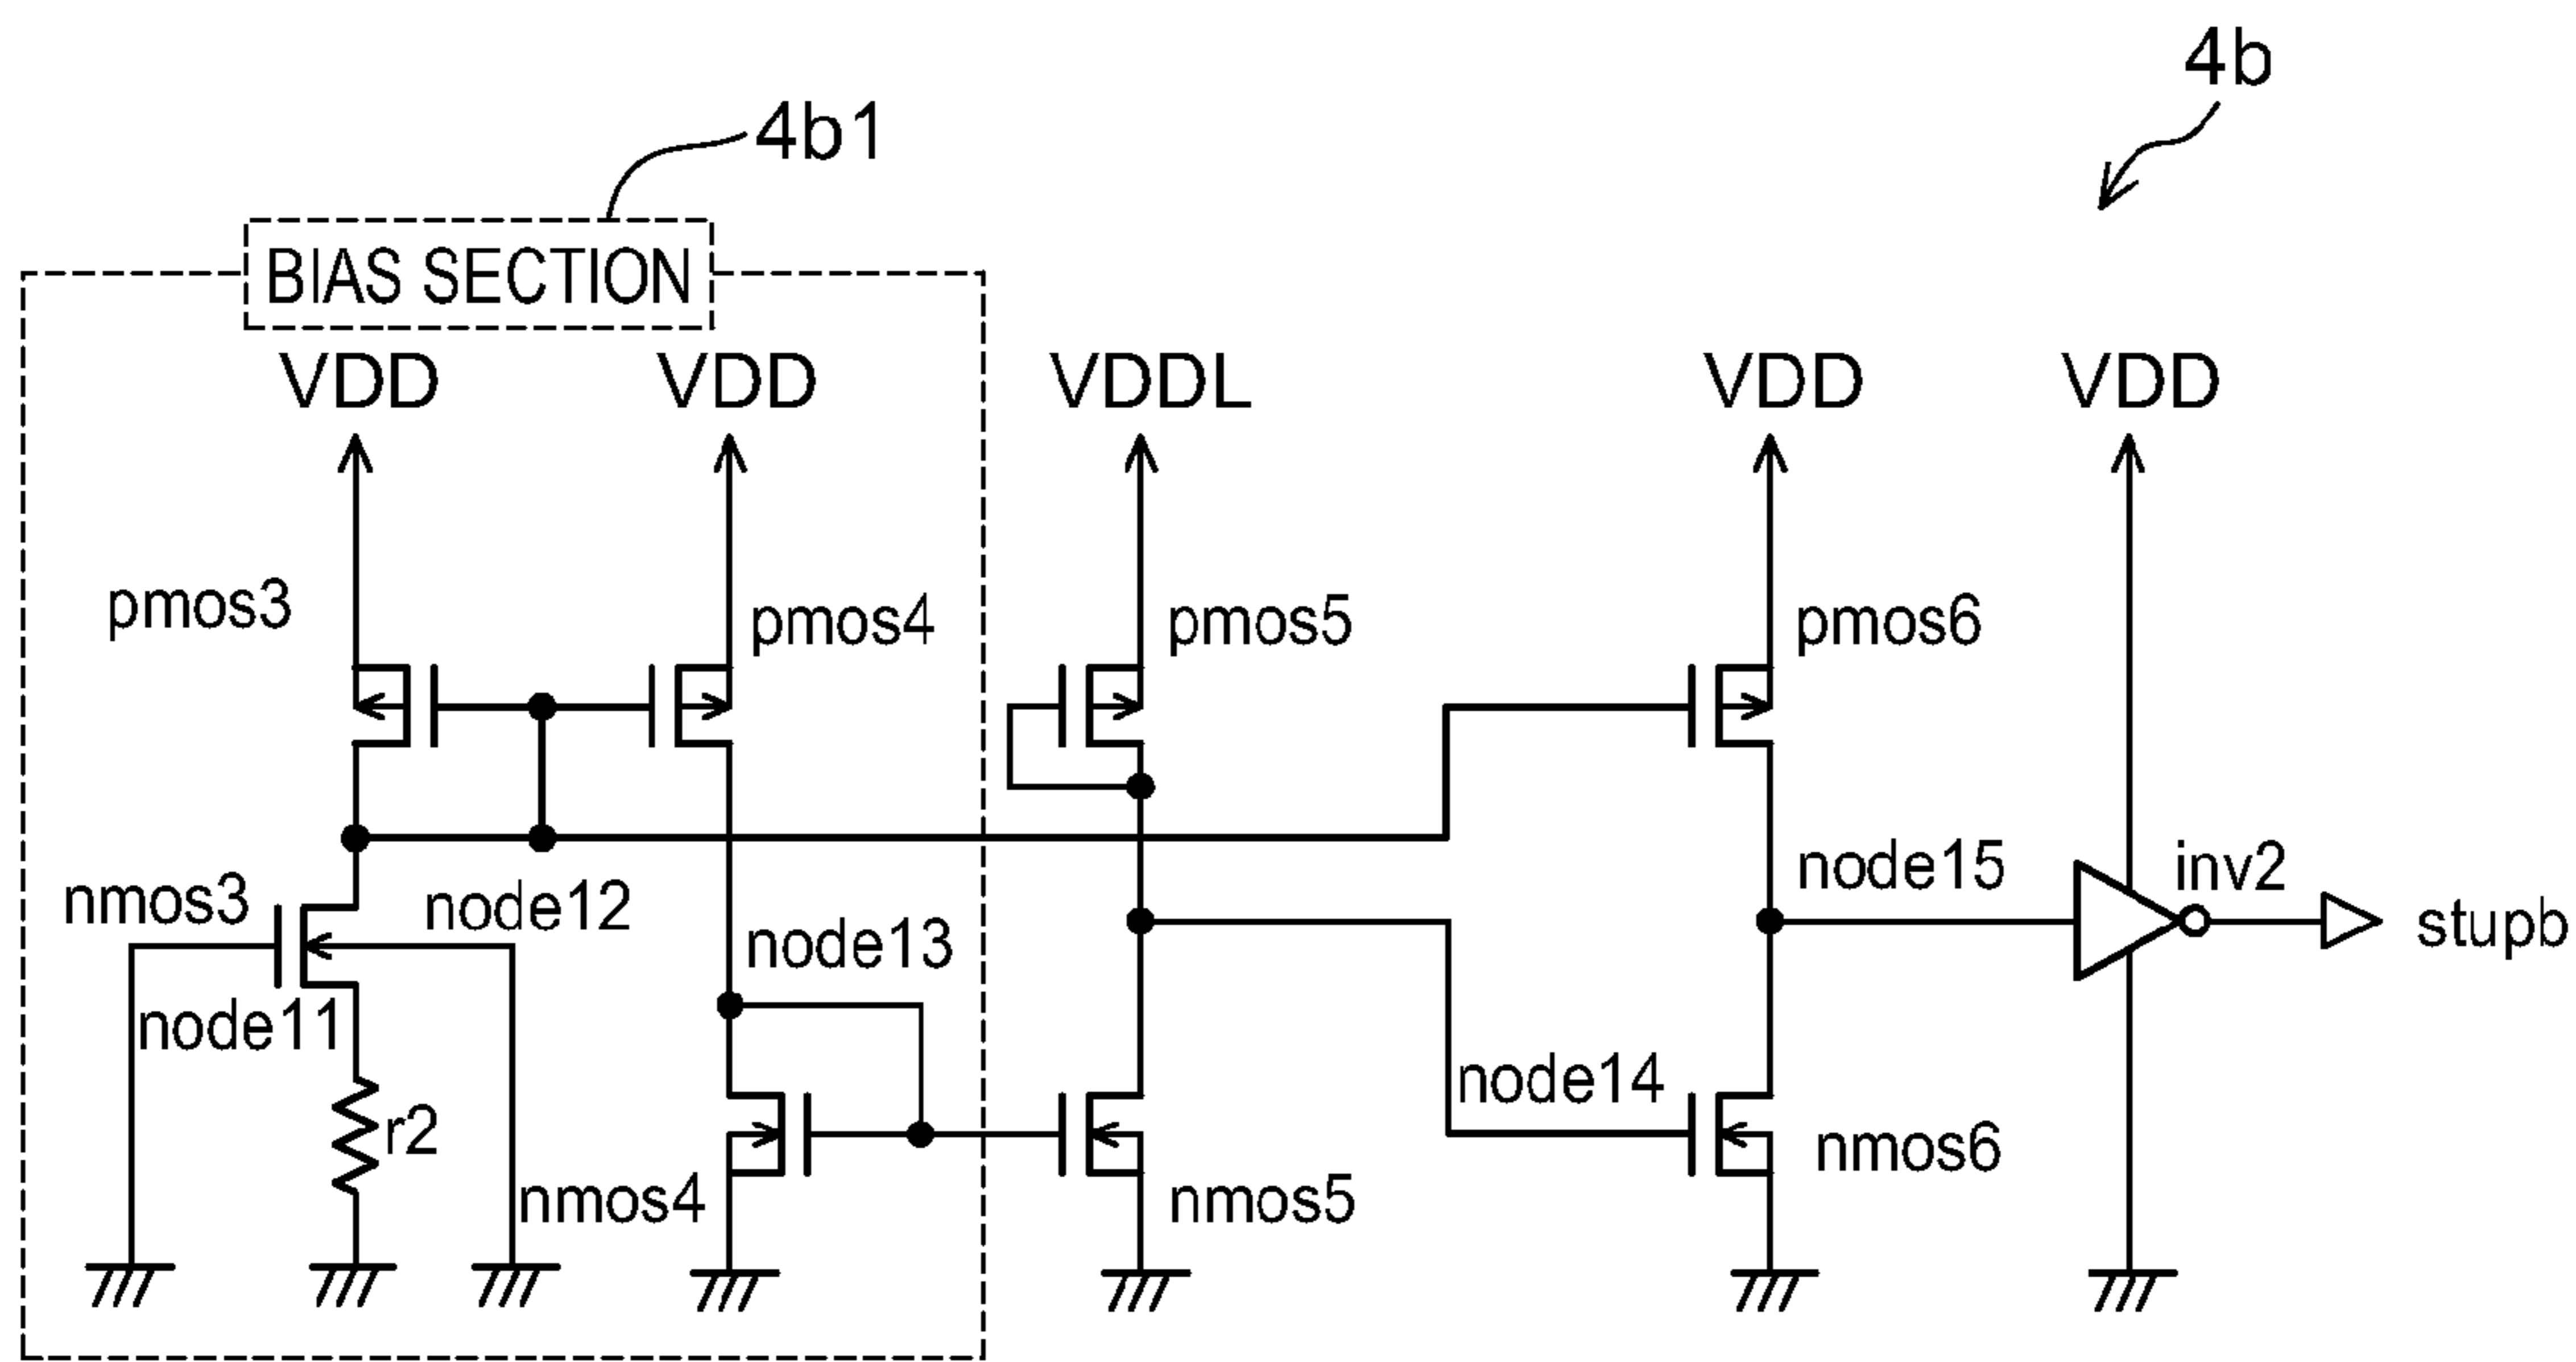 4b
4b1
BIAS SECTION
VDD
VDD
VDDL
VDD
VDD
pmos3
pmos4
pmos5
pmos6
nmos3
node12
node13
node15
inv2
stupb
node11
r2
node14
nmos4
nmos5
nmos6